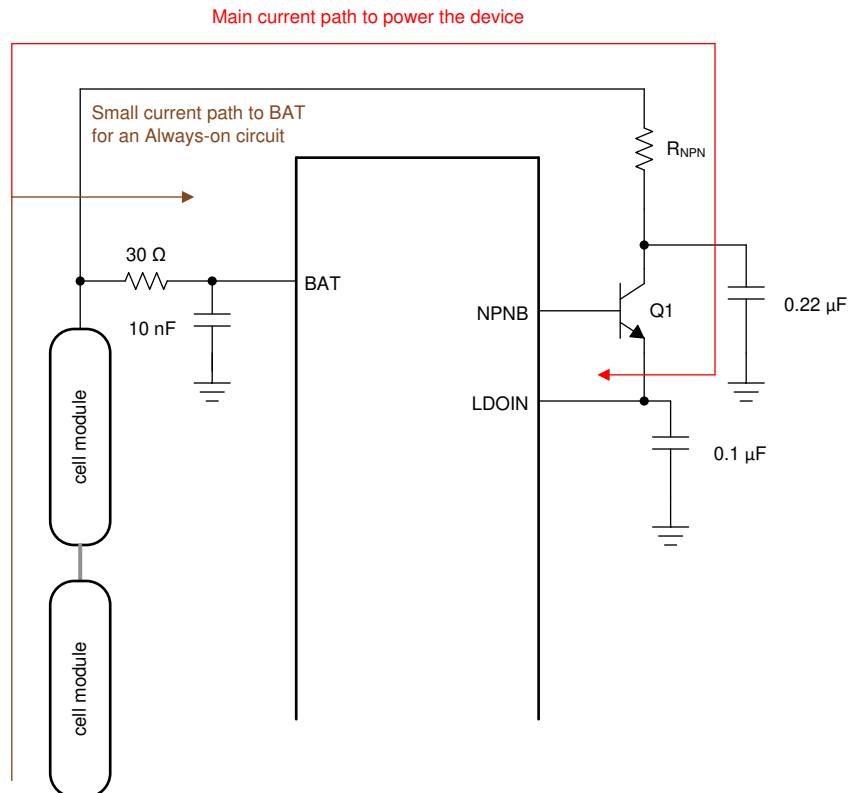 Main current path to power the device
Small current path to BAT
for an Always-on circuit
RNPN
30 Ω
BAT
10 nF
NPNB
Q1
0.22 µF
LDOIN
0.1 µF
cell module
cell module